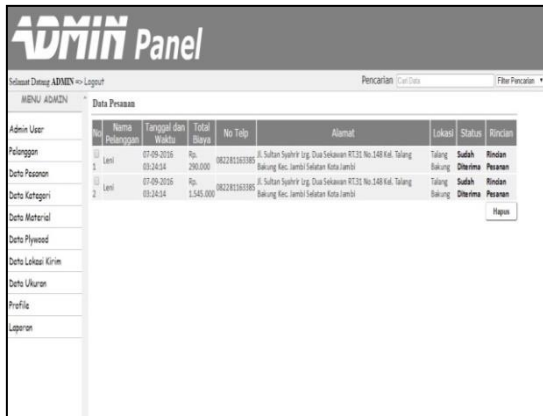 ADMIN Panel
Selamat Datang ADMIN => Logout
Pencarian Cari Data Filter Pencarian
MENU ADMIN
Data Pesanan
Admin User
Pelanggan
Data Pesanan
Data Kategori
Data Material
Data Plywood
Data Lokasi Kirim
Data Ukuran
Profile
Laporan
No Nama Pelanggan Tanggal dan Waktu Total Biaya No Telp Alamat Lokasi Status Rincian
1 Leni 07-09-2016 03:24:14 Rp. 290.000 082281163385 Jl. Sultan Syahrir Lrg. Dua Sekawan RT.31 No.148 Kel. Talang Bakung Kec. Jambi Selatan Kota Jambi Talang Bakung Sudah Diterima Rincian Pesanan
2 Leni 07-09-2016 03:24:14 Rp. 1.545.000 082281163385 Jl. Sultan Syahrir Lrg. Dua Sekawan RT.31 No.148 Kel. Talang Bakung Kec. Jambi Selatan Kota Jambi Talang Bakung Sudah Diterima Rincian Pesanan
Hapus